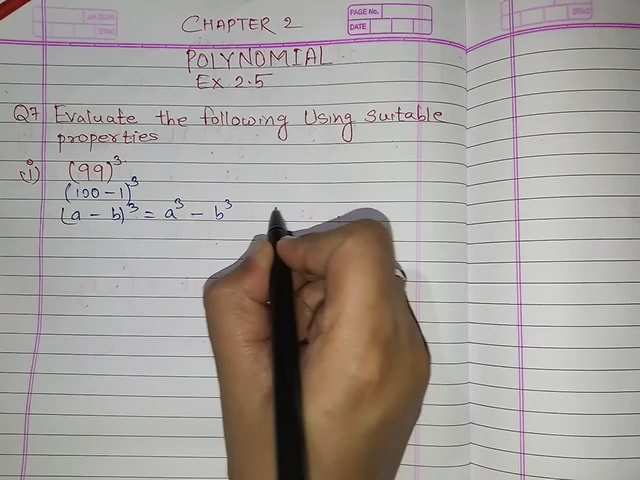 CHAPTER 2
PAGE No.
DATE
POLYNOMIAL
Ex 2.5
Q7 Evaluate the following Using suitable
properties
(i) (99)³
(100 - 1)³
(a - b)³ = a³ - b³